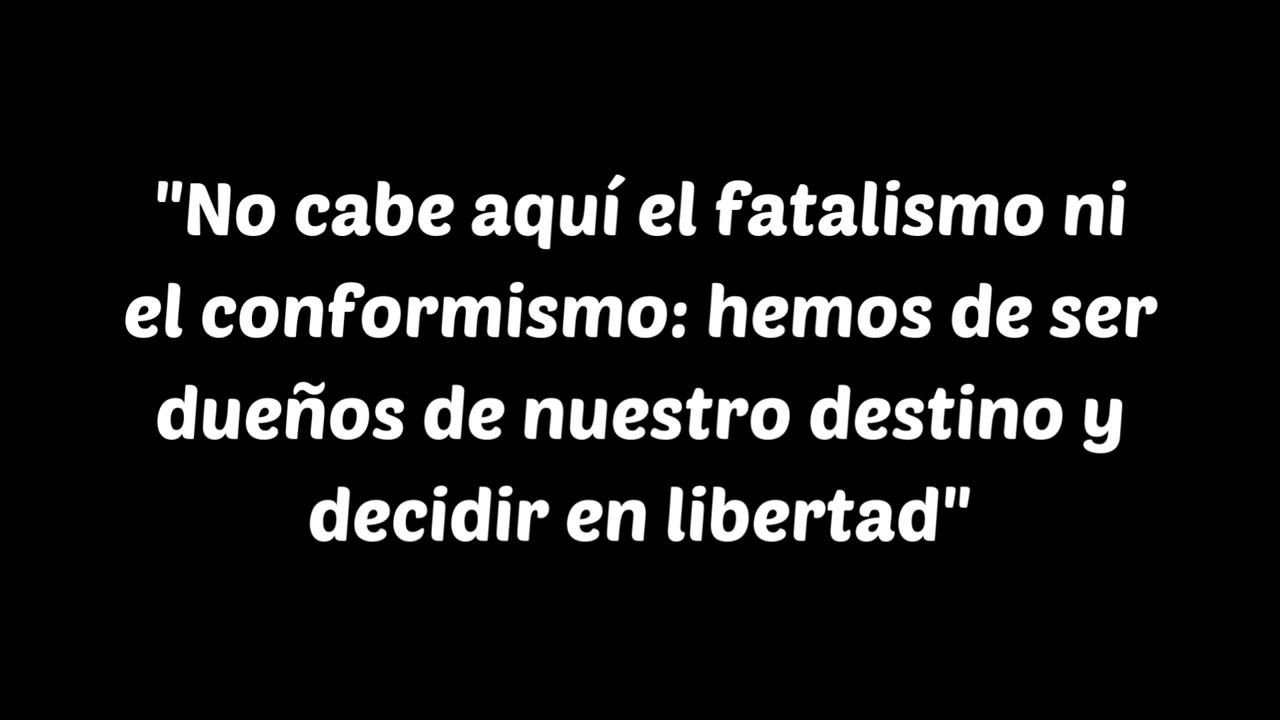 "No cabe aquí el fatalismo ni
el conformismo: hemos de ser
dueños de nuestro destino y
decidir en libertad"